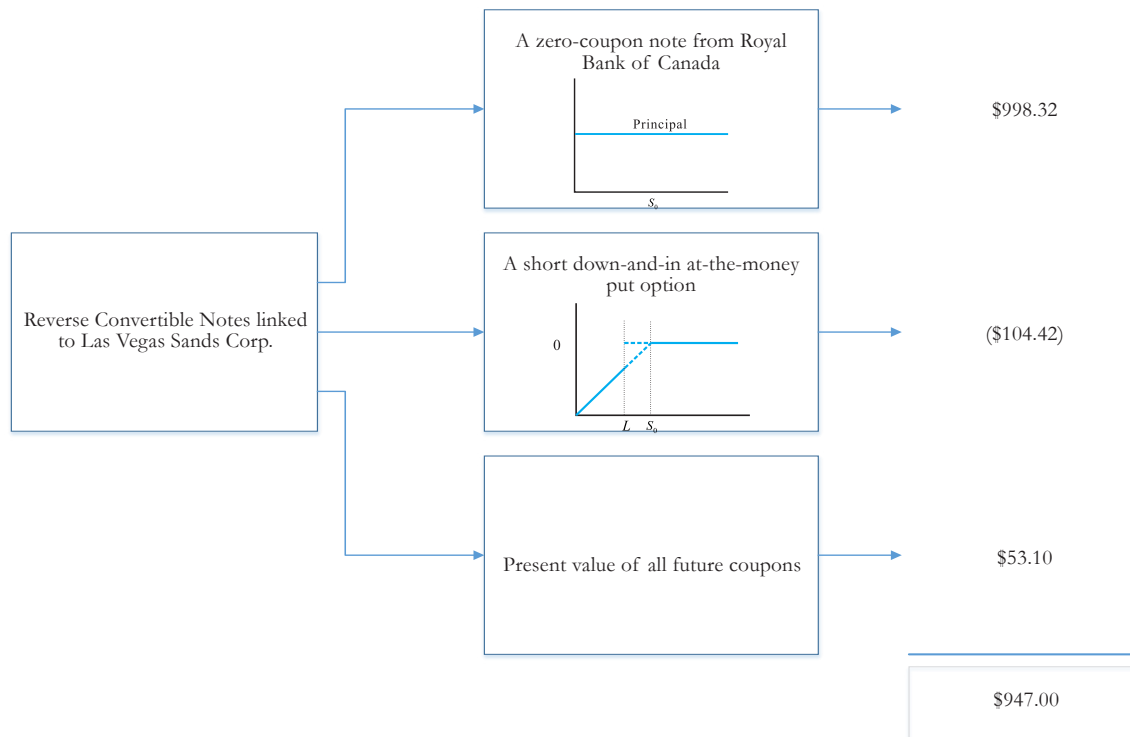 A zero-coupon note from Royal
Bank of Canada
Principal
S₀
$998.32
Reverse Convertible Notes linked
to Las Vegas Sands Corp.
A short down-and-in at-the-money
put option
0
L S₀
($104.42)
Present value of all future coupons
$53.10
$947.00